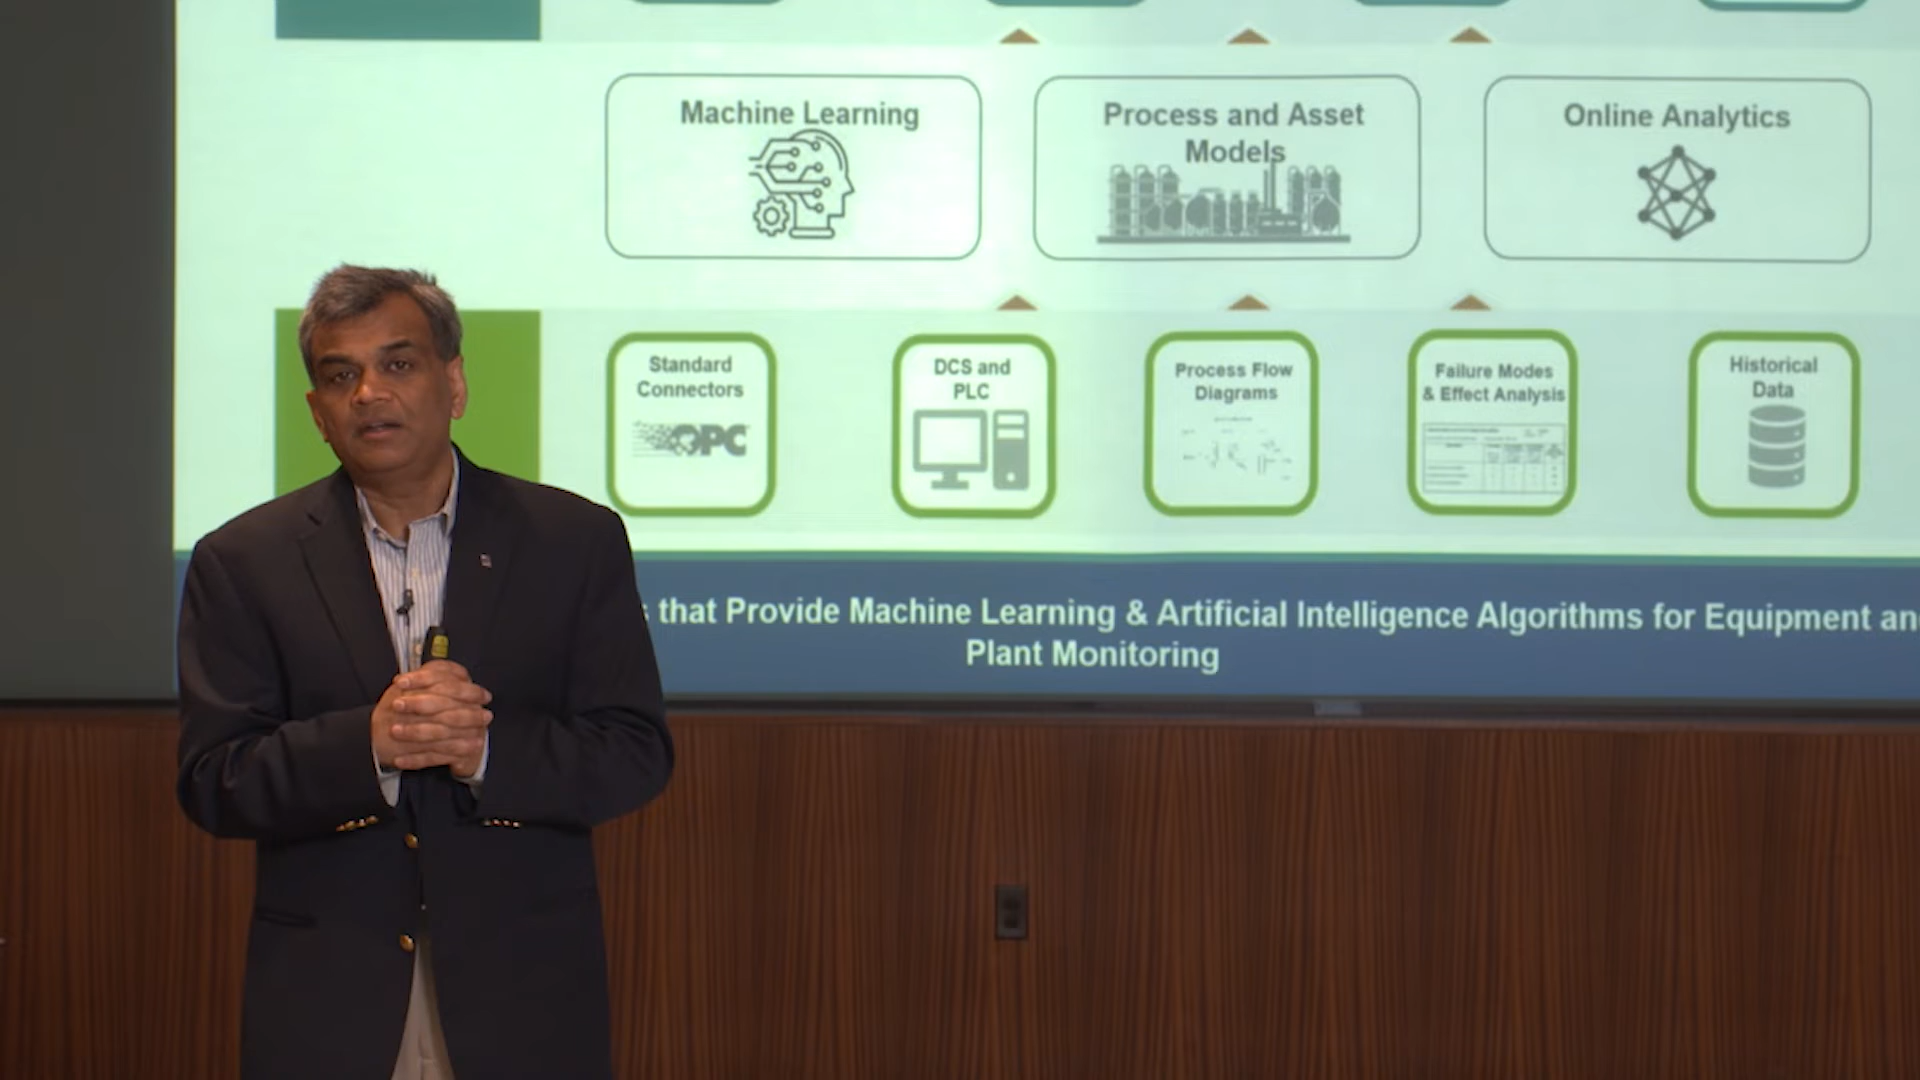 Machine Learning
Process and Asset
Models
Online Analytics
Standard
Connectors
OPC
DCS and
PLC
Process Flow
Diagrams
Failure Modes
& Effect Analysis
Historical
Data
that Provide Machine Learning & Artificial Intelligence Algorithms for Equipment an
Plant Monitoring